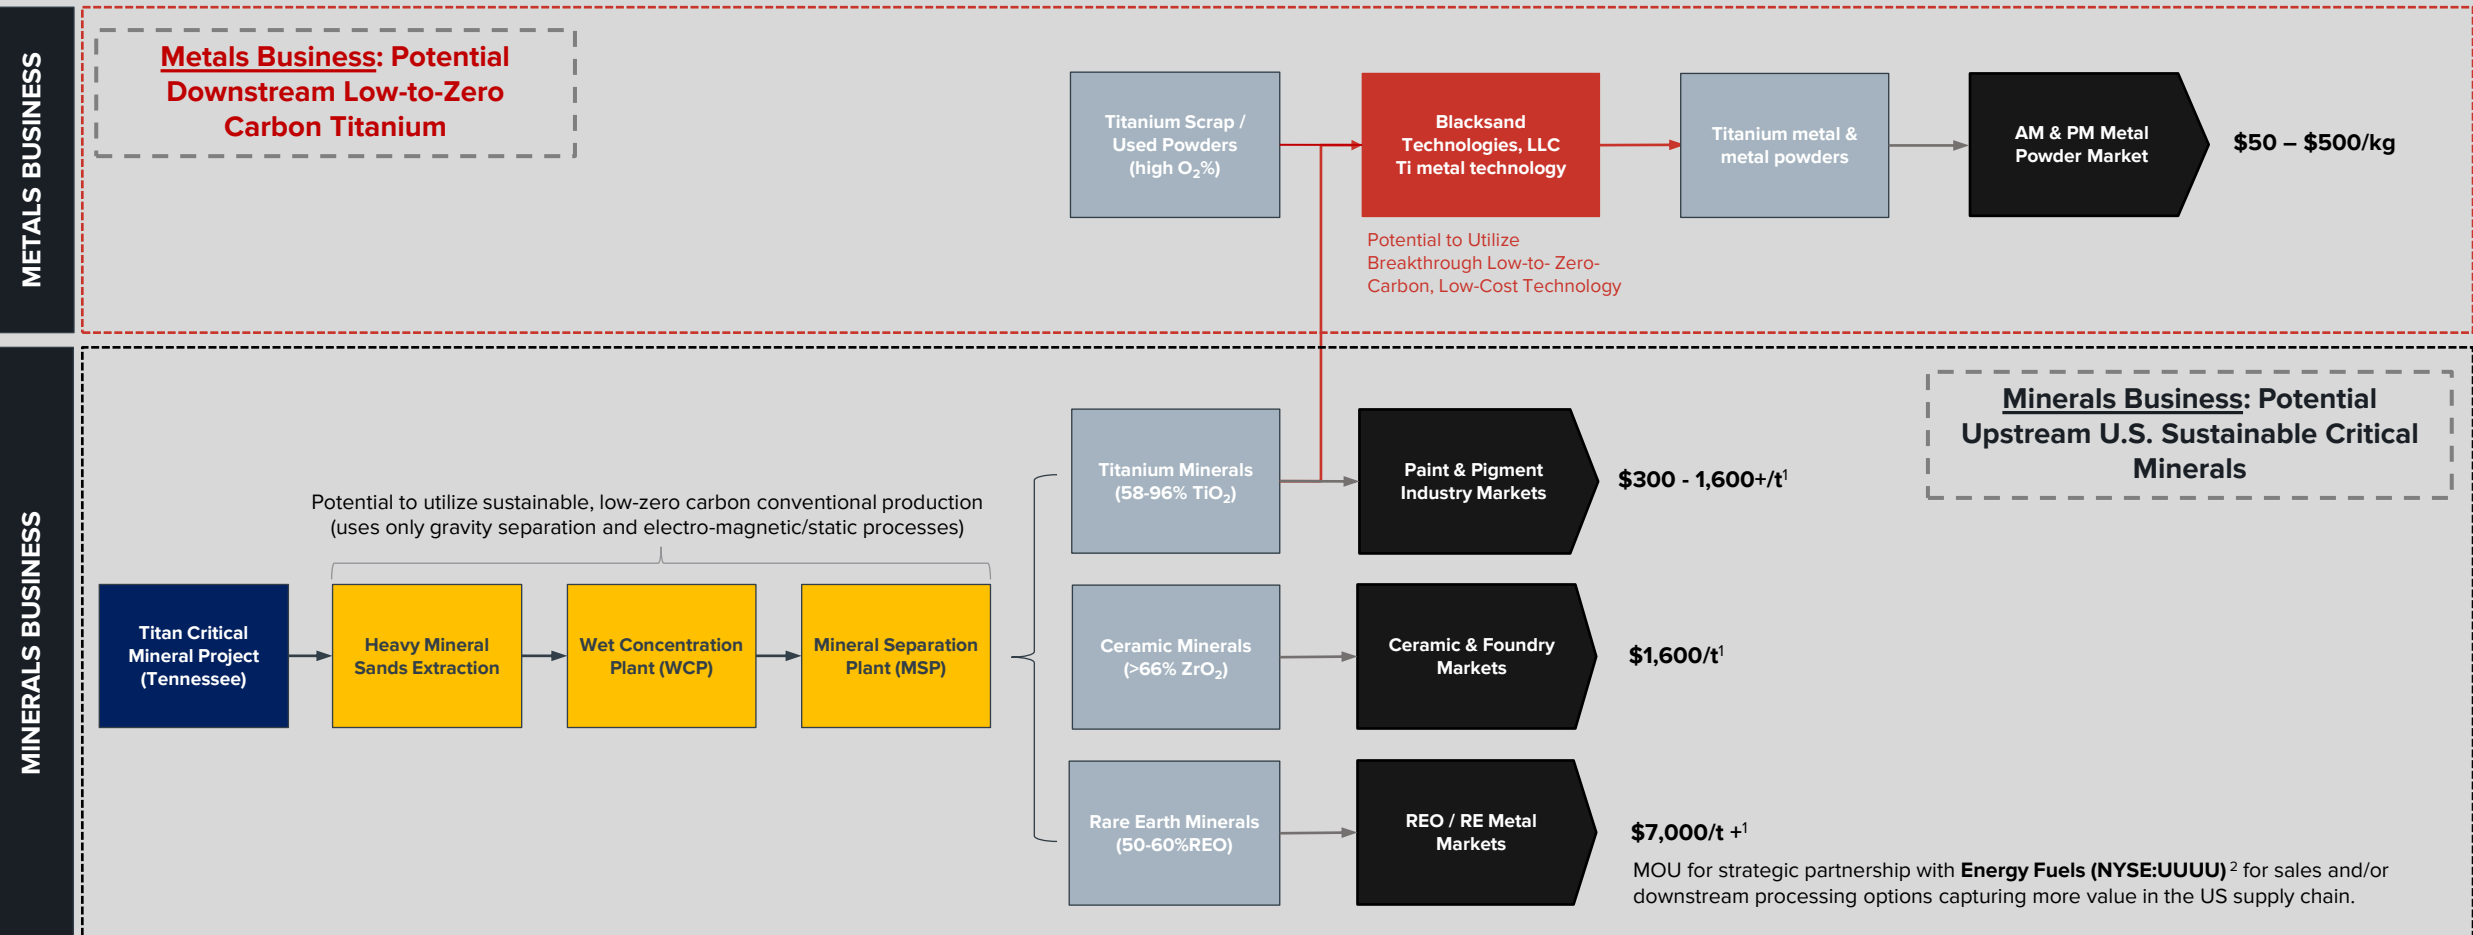 METALS BUSINESS
Metals Business: Potential
Downstream Low-to-Zero
Carbon Titanium
Titanium Scrap /
Used Powders
(high O₂%)
Blacksand
Technologies, LLC
Ti metal technology
Titanium metal &
metal powders
AM & PM Metal
Powder Market
$50 – $500/kg
Potential to Utilize
Breakthrough Low-to- Zero-
Carbon, Low-Cost Technology
MINERALS BUSINESS
Minerals Business: Potential
Upstream U.S. Sustainable Critical
Minerals
Potential to utilize sustainable, low-zero carbon conventional production
(uses only gravity separation and electro-magnetic/static processes)
Titan Critical
Mineral Project
(Tennessee)
Heavy Mineral
Sands Extraction
Wet Concentration
Plant (WCP)
Mineral Separation
Plant (MSP)
Titanium Minerals
(58-96% TiO₂)
Paint & Pigment
Industry Markets
$300 - 1,600+/t¹
Ceramic Minerals
(>66% ZrO₂)
Ceramic & Foundry
Markets
$1,600/t¹
Rare Earth Minerals
(50-60%REO)
REO / RE Metal
Markets
$7,000/t +¹
MOU for strategic partnership with Energy Fuels (NYSE:UUUU) ² for sales and/or
downstream processing options capturing more value in the US supply chain.